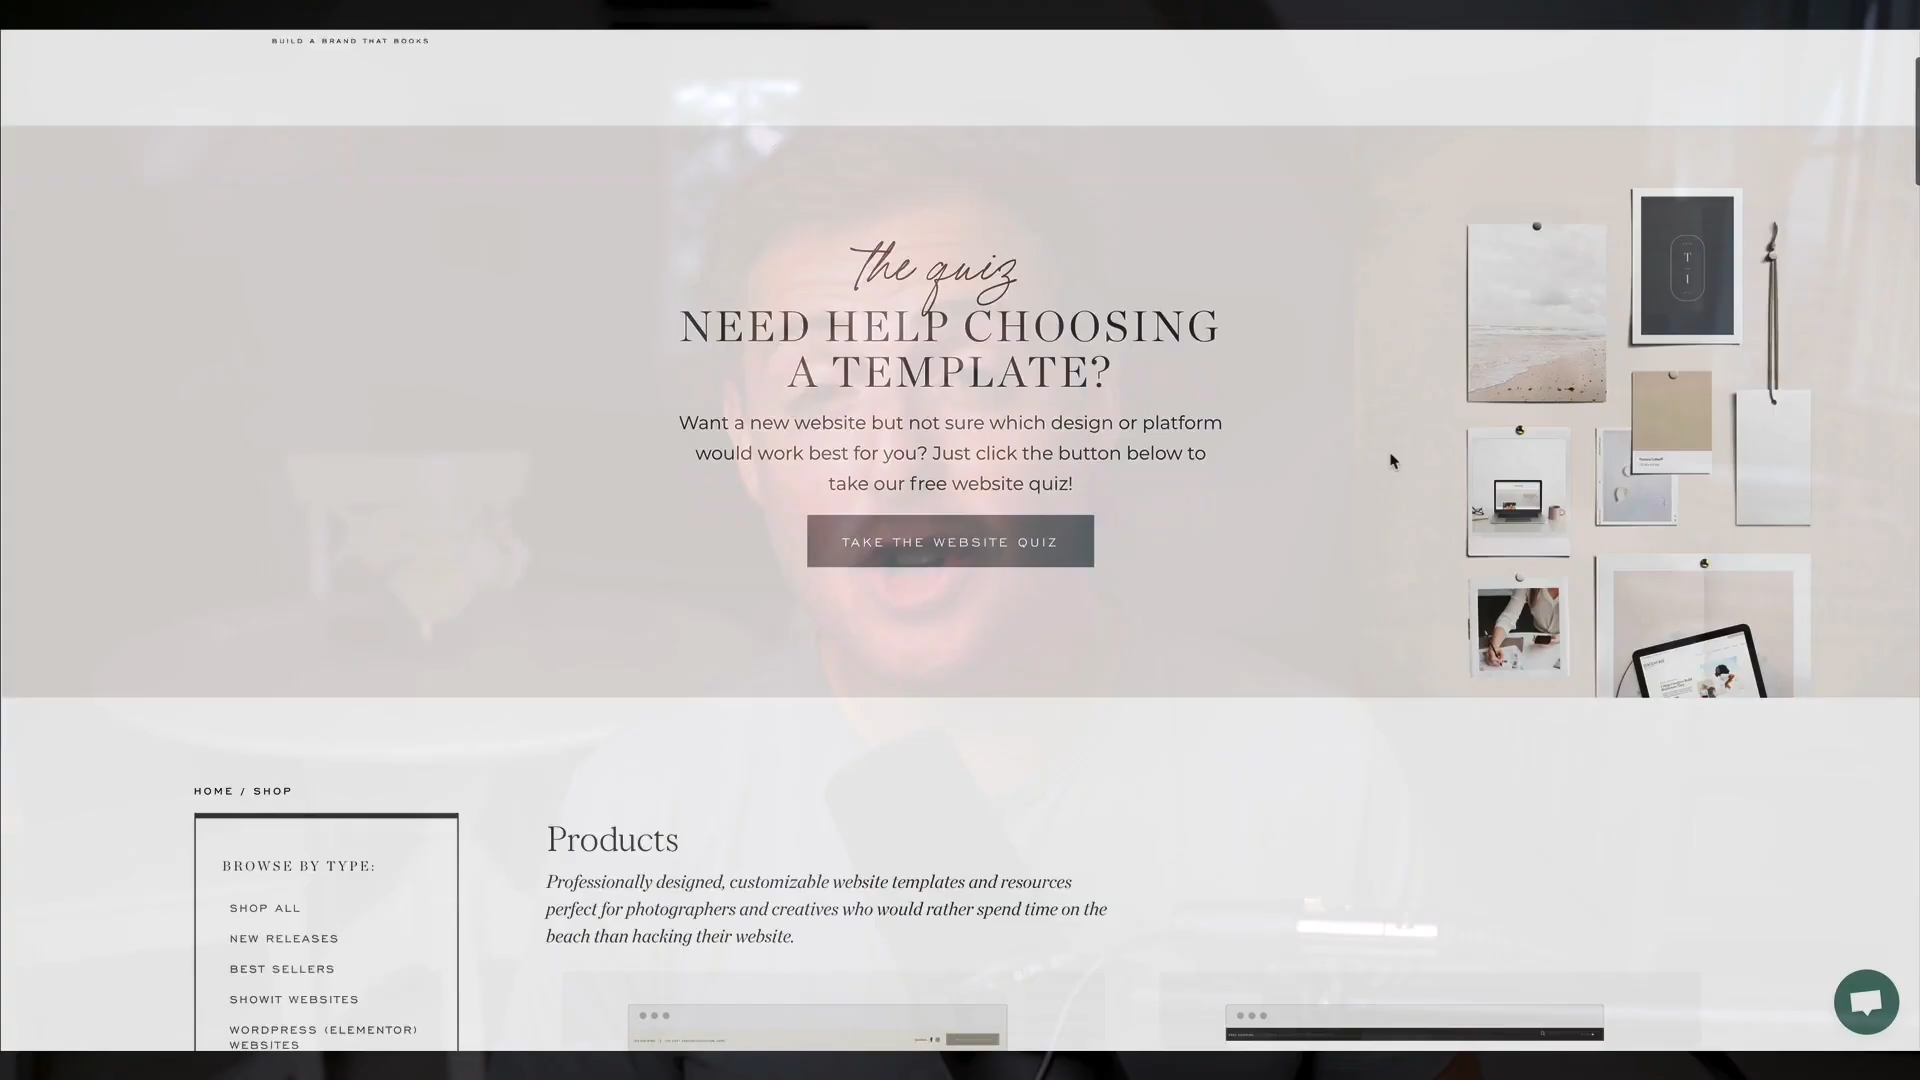 BUILD A BRAND THAT BOOKS
the quiz
NEED HELP CHOOSING
A TEMPLATE?
Want a new website but not sure which design or platform
would work best for you? Just click the button below to
take our free website quiz!
TAKE THE WEBSITE QUIZ
T
I
HOME / SHOP
BROWSE BY TYPE:
SHOP ALL
NEW RELEASES
BEST SELLERS
SHOWIT WEBSITES
WORDPRESS (ELEMENTOR)
WEBSITES
Products
Professionally designed, customizable website templates and resources
perfect for photographers and creatives who would rather spend time on the
beach than hacking their website.